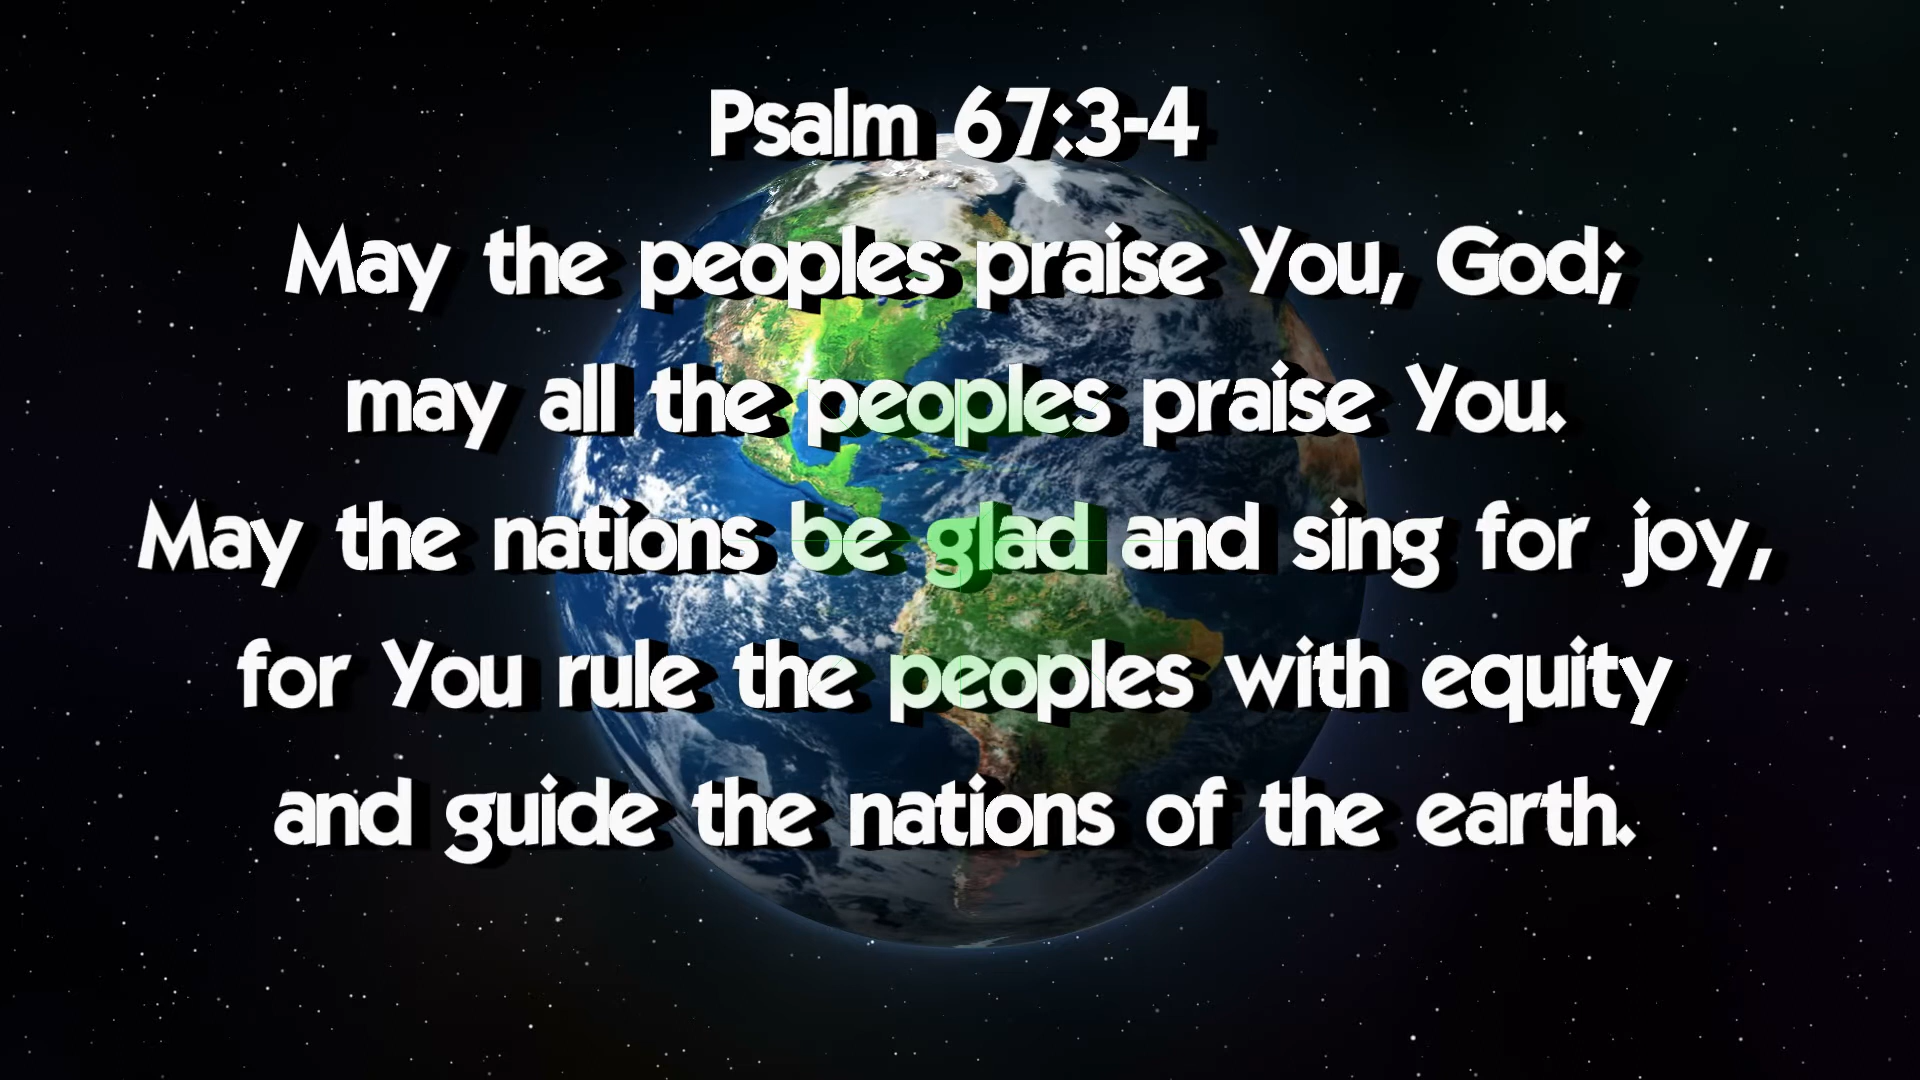 Psalm 67:3-4
May the peoples praise You, God;
may all the peoples praise You.
May the nations be glad and sing for joy,
for You rule the peoples with equity
and guide the nations of the earth.